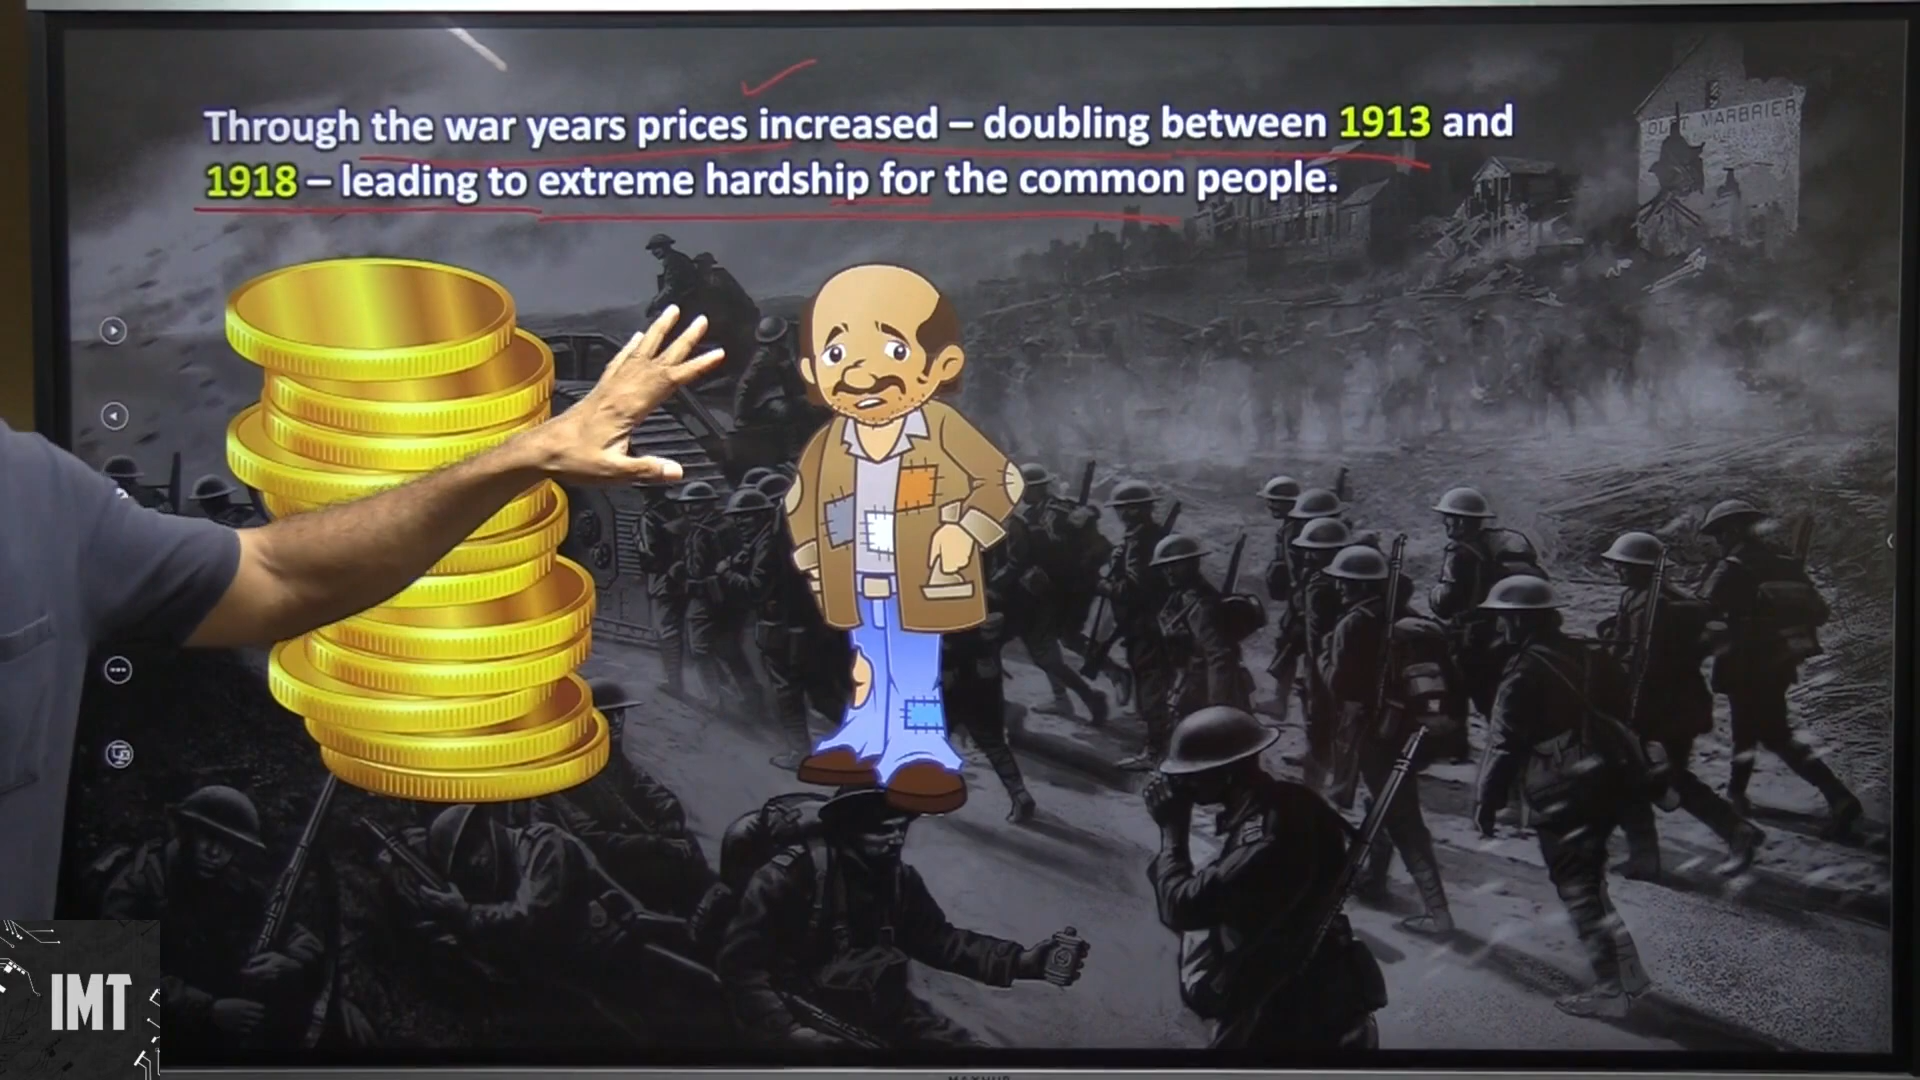 Through the war years prices increased – doubling between 1913 and
1918 – leading to extreme hardship for the common people.
MARBRIER
IMT